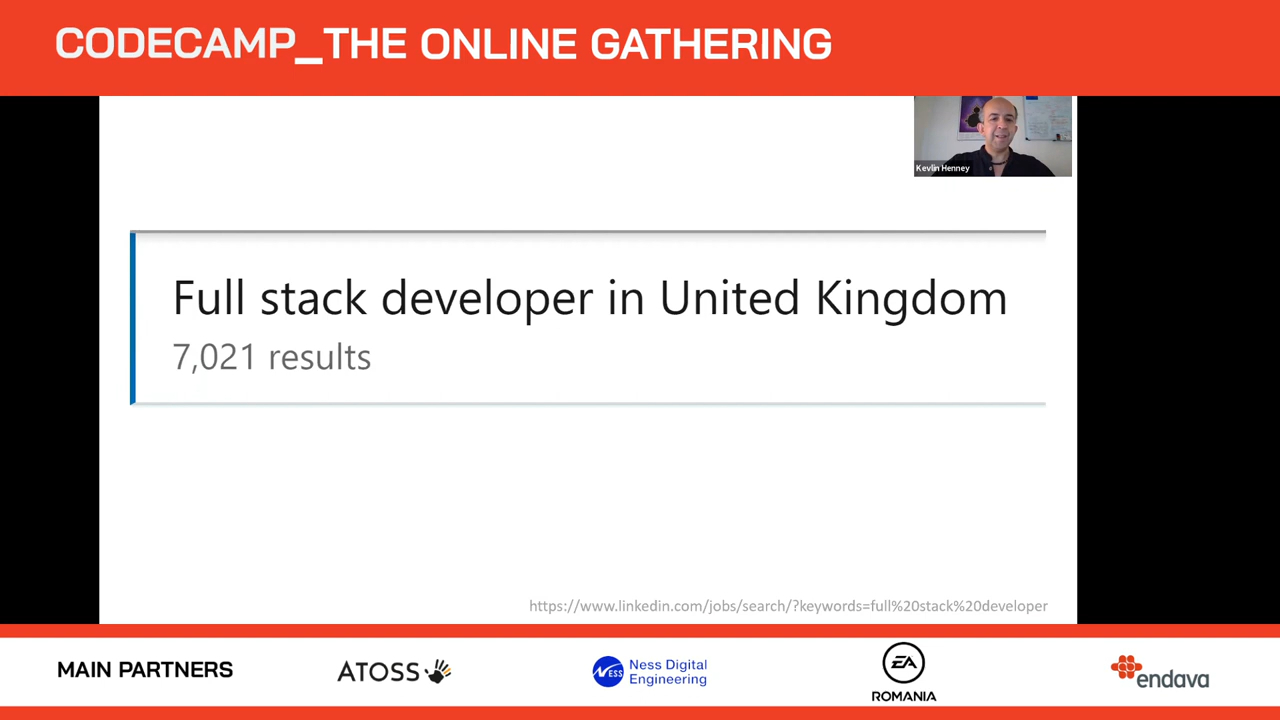 CODECAMP_THE ONLINE GATHERING
Kevlin Henney
Full stack developer in United Kingdom
7,021 results
https://www.linkedin.com/jobs/search/?keywords=full%20stack%20developer
MAIN PARTNERS
ATOSS
NESS
Ness Digital
Engineering
EA
ROMANIA
endava